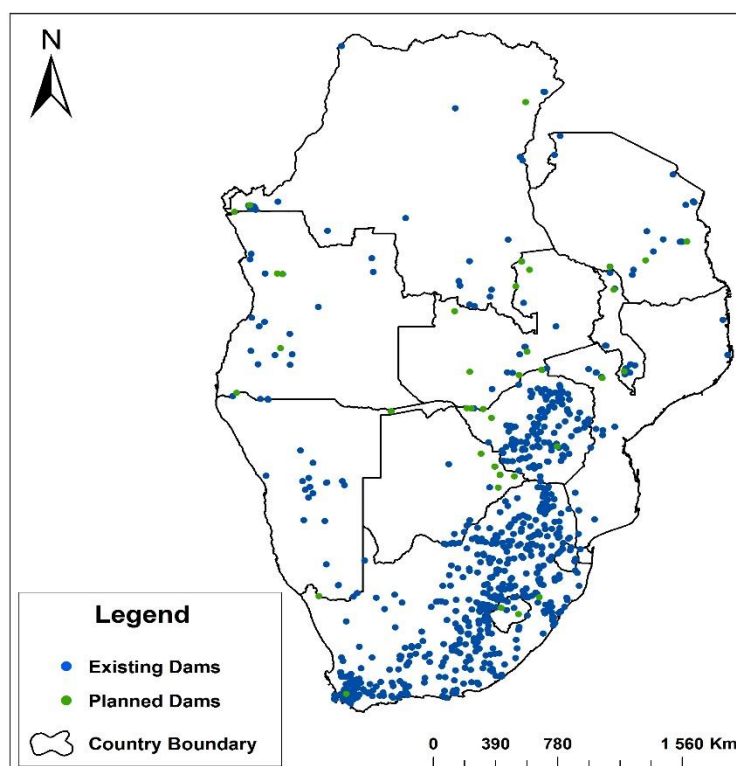 N
Legend
Existing Dams
Planned Dams
Country Boundary
0 390 780 1 560 Km